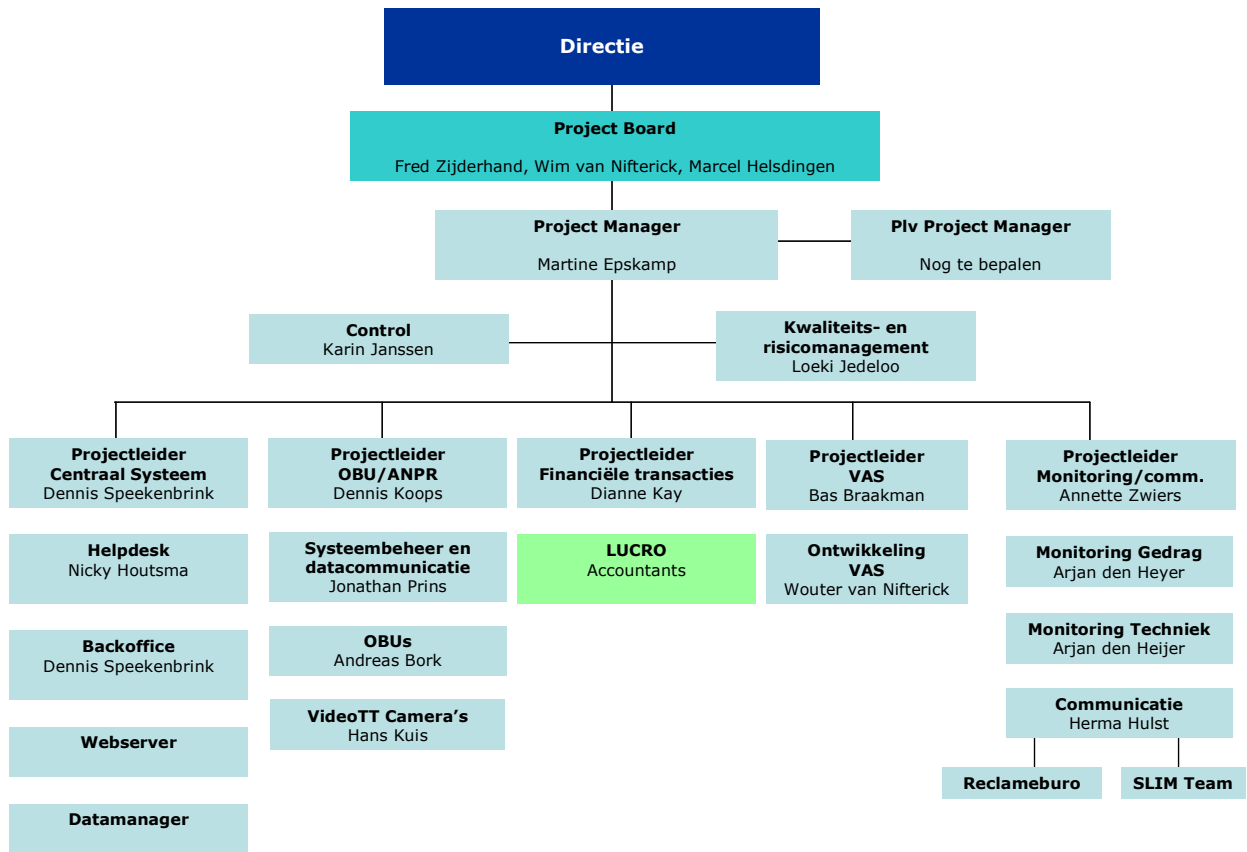 Directie
Project Board
Fred Zijderhand, Wim van Nifterick, Marcel Helsdingen
Project Manager
Martine Epskamp
Plv Project Manager
Nog te bepalen
Control
Karin Janssen
Kwaliteits- en
risicomanagement
Loeki Jedeloo
Projectleider
Centraal Systeem
Dennis Speekenbrink
Projectleider
OBU/ANPR
Dennis Koops
Projectleider
Financiële transacties
Dianne Kay
Projectleider
VAS
Bas Braakman
Projectleider
Monitoring/comm.
Annette Zwiers
Helpdesk
Nicky Houtsma
Systeembeheer en
datacommunicatie
Jonathan Prins
LUCRO
Accountants
Ontwikkeling
VAS
Wouter van Nifterick
Monitoring Gedrag
Arjan den Heyer
Backoffice
Dennis Speekenbrink
OBUs
Andreas Bork
Monitoring Techniek
Arjan den Heijer
VideoTT Camera’s
Hans Kuis
Communicatie
Herma Hulst
Webserver
Reclameburo
SLIM Team
Datamanager